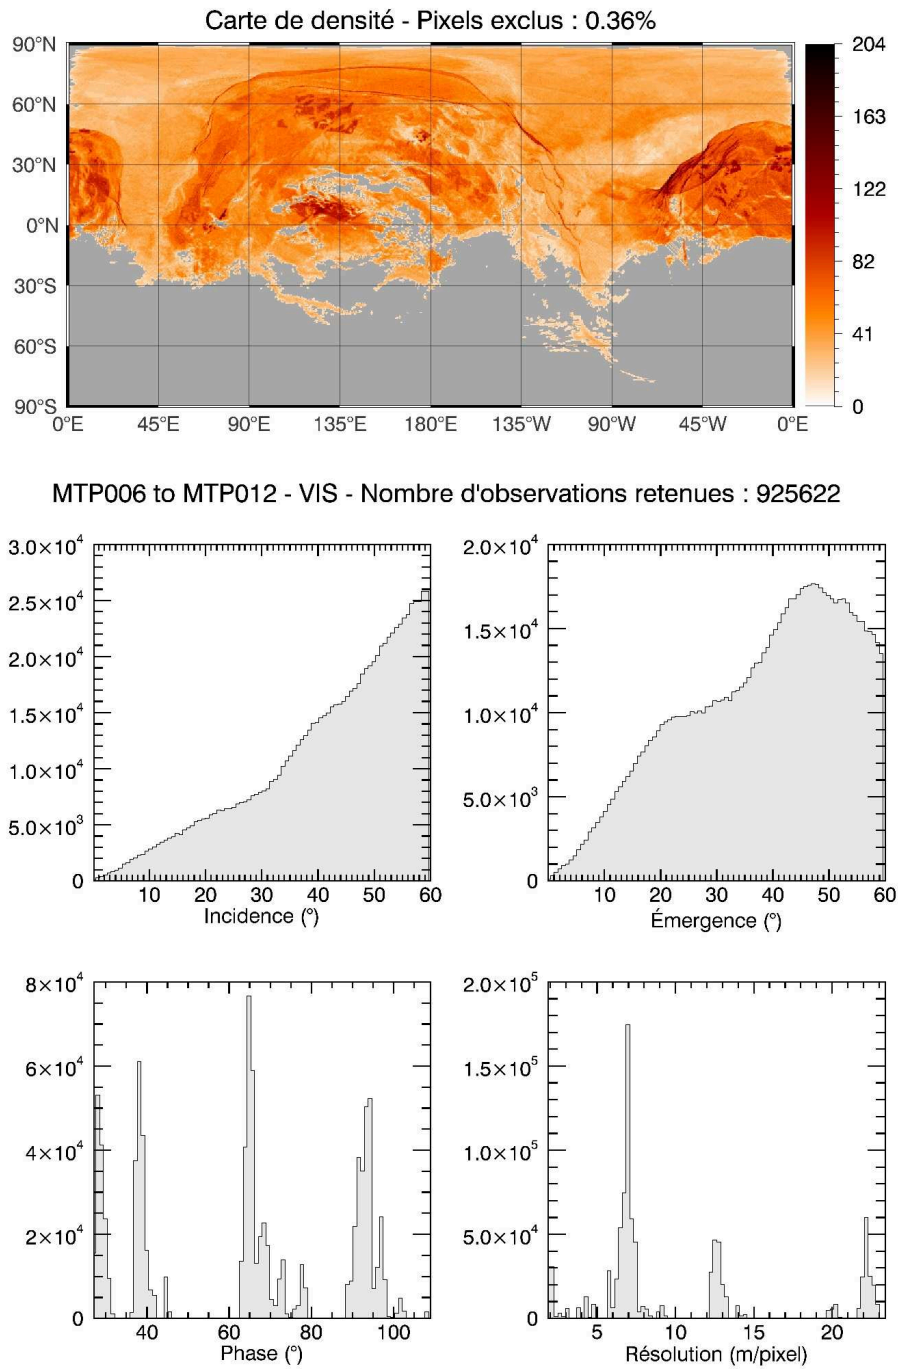 Carte de densité - Pixels exclus : 0.36%
90°N
60°N
30°N
0°N
30°S
60°S
90°S
0°E 45°E 90°E 135°E 180°E 135°W 90°W 45°W 0°E
204
163
122
82
41
0
MTP006 to MTP012 - VIS - Nombre d'observations retenues : 925622
3.0×10⁴
2.5×10⁴
2.0×10⁴
1.5×10⁴
1.0×10⁴
5.0×10³
0
10 20 30 40 50 60
Incidence (°)
2.0×10⁴
1.5×10⁴
1.0×10⁴
5.0×10³
0
10 20 30 40 50 60
Émergence (°)
8×10⁴
6×10⁴
4×10⁴
2×10⁴
0
40 60 80 100
Phase (°)
2.0×10⁵
1.5×10⁵
1.0×10⁵
5.0×10⁴
0
5 10 15 20
Résolution (m/pixel)